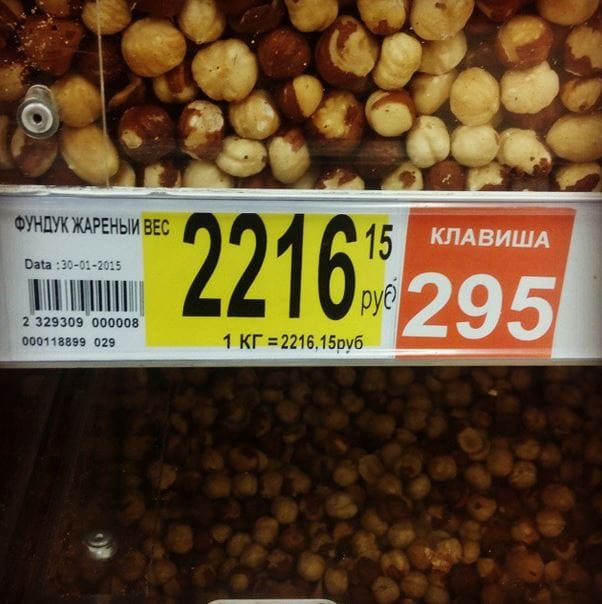 ФУНДУК ЖАРЕНЫЙ ВЕС
Data :30-01-2015
2 329309 000008
000118899 029
2216 15
руб
1 КГ =2216,15руб
КЛАВИША
295